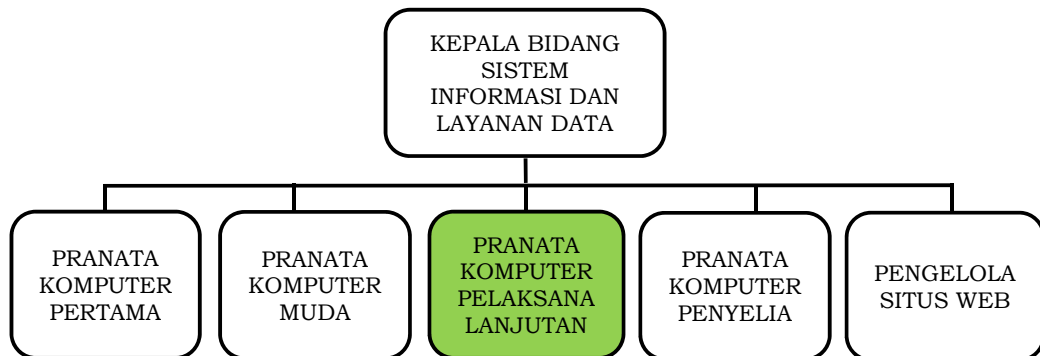 KEPALA BIDANG
SISTEM
INFORMASI DAN
LAYANAN DATA
PRANATA
KOMPUTER
PERTAMA
PRANATA
KOMPUTER
MUDA
PRANATA
KOMPUTER
PELAKSANA
LANJUTAN
PRANATA
KOMPUTER
PENYELIA
PENGELOLA
SITUS WEB